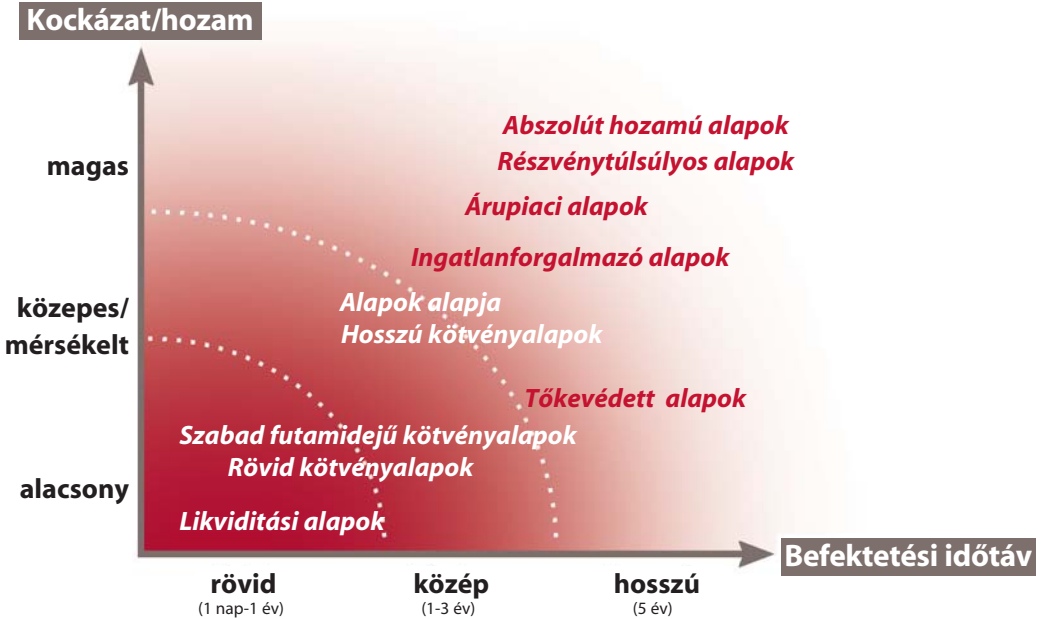 Kockázat/hozam
Abszolút hozamú alapok
magas
Részvénytúlsúlyos alapok
Árupiaci alapok
Ingatlanforgalmazó alapok
közepes/
mérsékelt
Alapok alapja
Hosszú kötvényalapok
Tőkevédett alapok
Szabad futamidejű kötvényalapok
Rövid kötvényalapok
alacsony
Likviditási alapok
Befektetési időtáv
rövid
(1 nap-1 év)
közép
(1-3 év)
hosszú
(5 év)